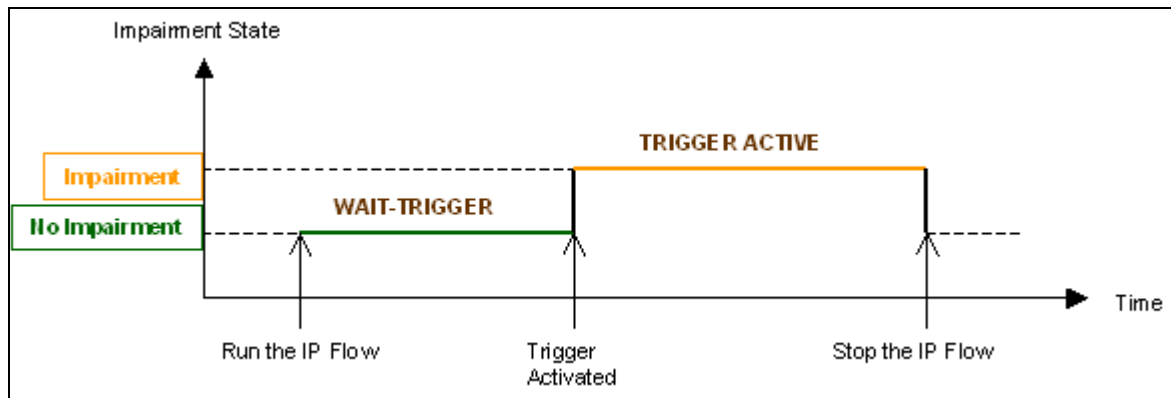 Impairment State
TRIGGER ACTIVE
Impairment
WAIT-TRIGGER
No Impairment
Time
Run the IP Flow
Trigger
Activated
Stop the IP Flow